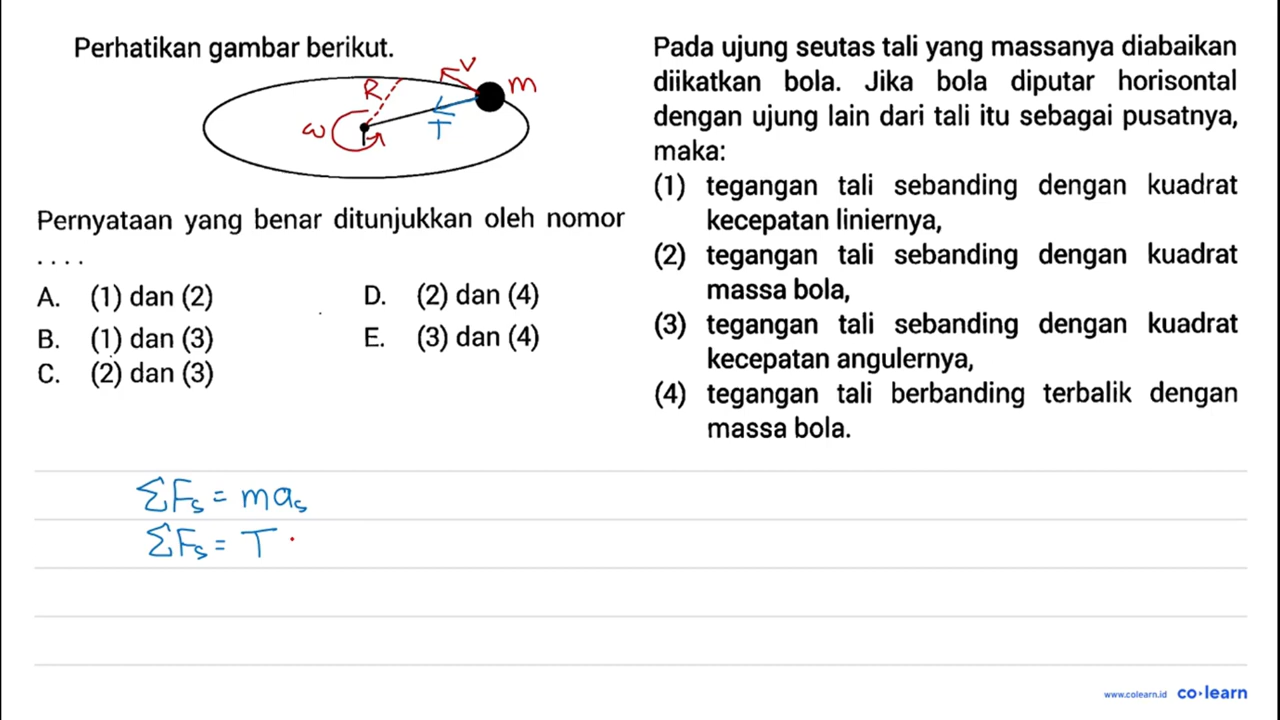 Perhatikan gambar berikut.
R
V
m
ω
T
Pernyataan yang benar ditunjukkan oleh nomor
. . . .
A. (1) dan (2)
B. (1) dan (3)
C. (2) dan (3)
D. (2) dan (4)
E. (3) dan (4)
Pada ujung seutas tali yang massanya diabaikan
diikatkan bola. Jika bola diputar horisontal
dengan ujung lain dari tali itu sebagai pusatnya,
maka:
(1) tegangan tali sebanding dengan kuadrat
kecepatan liniernya,
(2) tegangan tali sebanding dengan kuadrat
massa bola,
(3) tegangan tali sebanding dengan kuadrat
kecepatan angulernya,
(4) tegangan tali berbanding terbalik dengan
massa bola.
ΣFs = mas
ΣFs = T
www.colearn.id co·learn